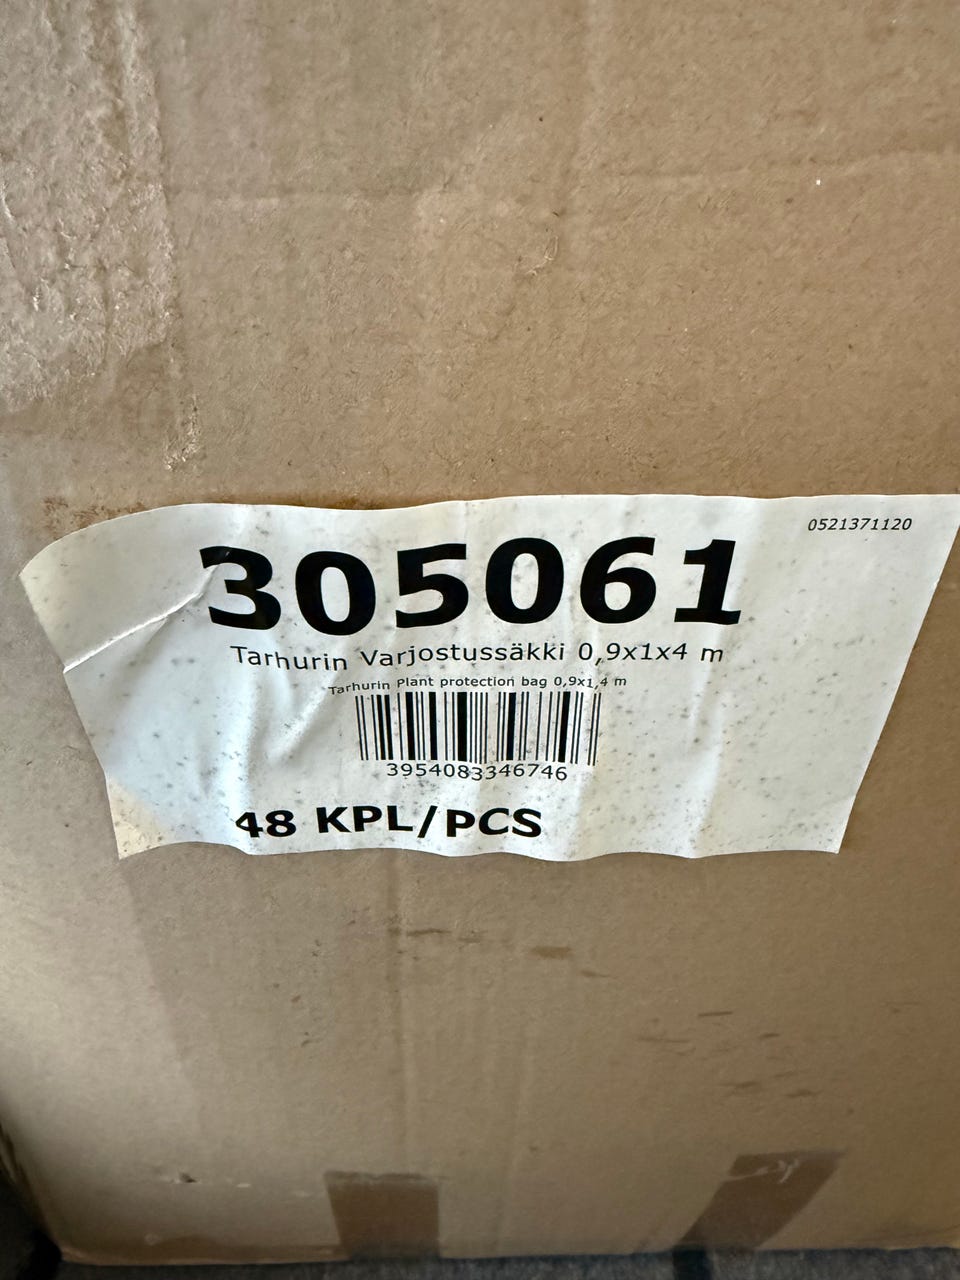 0521371120
305061
Tarhurin Varjostussäkki 0,9x1x4 m
Tarhurin Plant protection bag 0,9x1,4 m
3954083346746
48 KPL/PCS